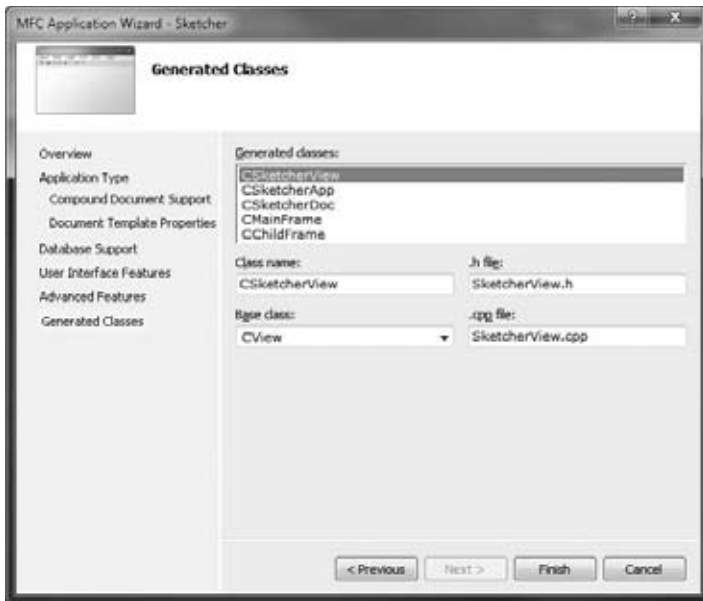 MFC Application Wizard - Sketcher
Generated Classes
Overview
Application Type
Compound Document Support
Document Template Properties
Database Support
User Interface Features
Advanced Features
Generated Classes
Generated classes:
CSketcherView
CSketcherApp
CSketcherDoc
CMainFrame
CChildFrame
Class name:
.h file:
CSketcherView
SketcherView.h
Base class:
.cpp file:
CView
SketcherView.cpp
< Previous
Next >
Finish
Cancel